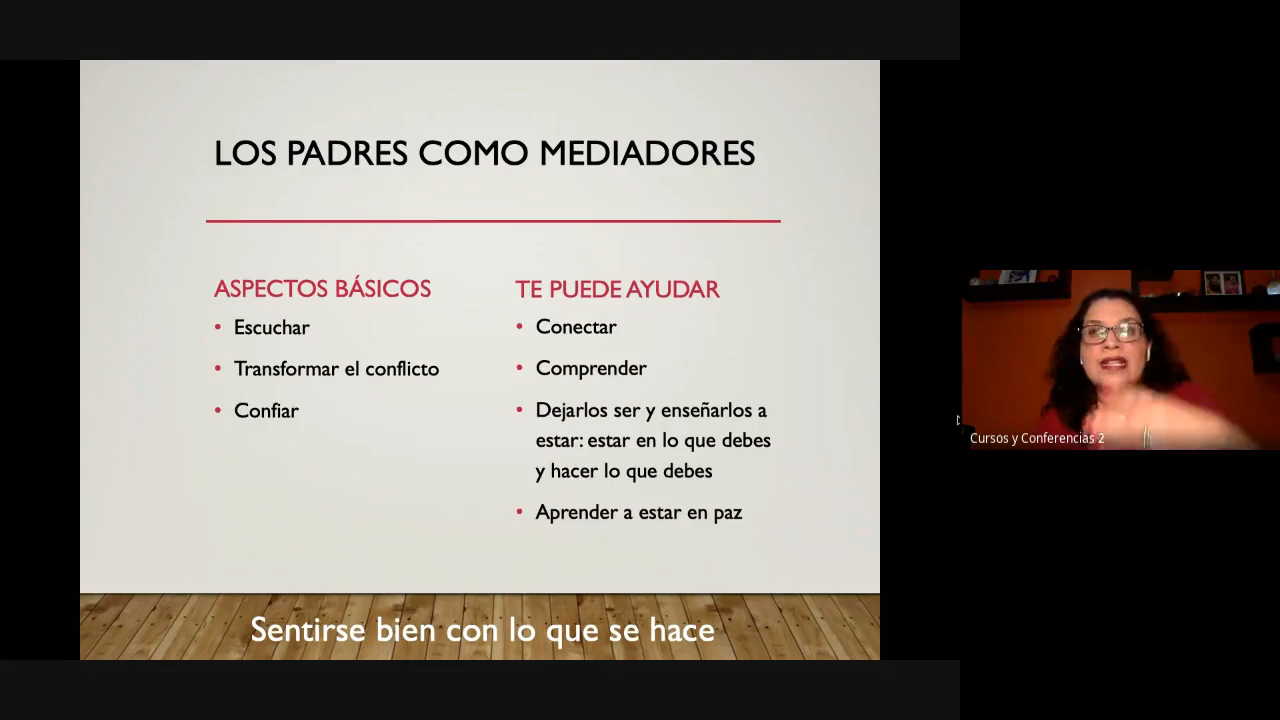 LOS PADRES COMO MEDIADORES
ASPECTOS BÁSICOS
• Escuchar
• Transformar el conflicto
• Confiar
TE PUEDE AYUDAR
• Conectar
• Comprender
• Dejarlos ser y enseñarlos a
estar: estar en lo que debes
y hacer lo que debes
• Aprender a estar en paz
Sentirse bien con lo que se hace
Cursos y Conferencias 2